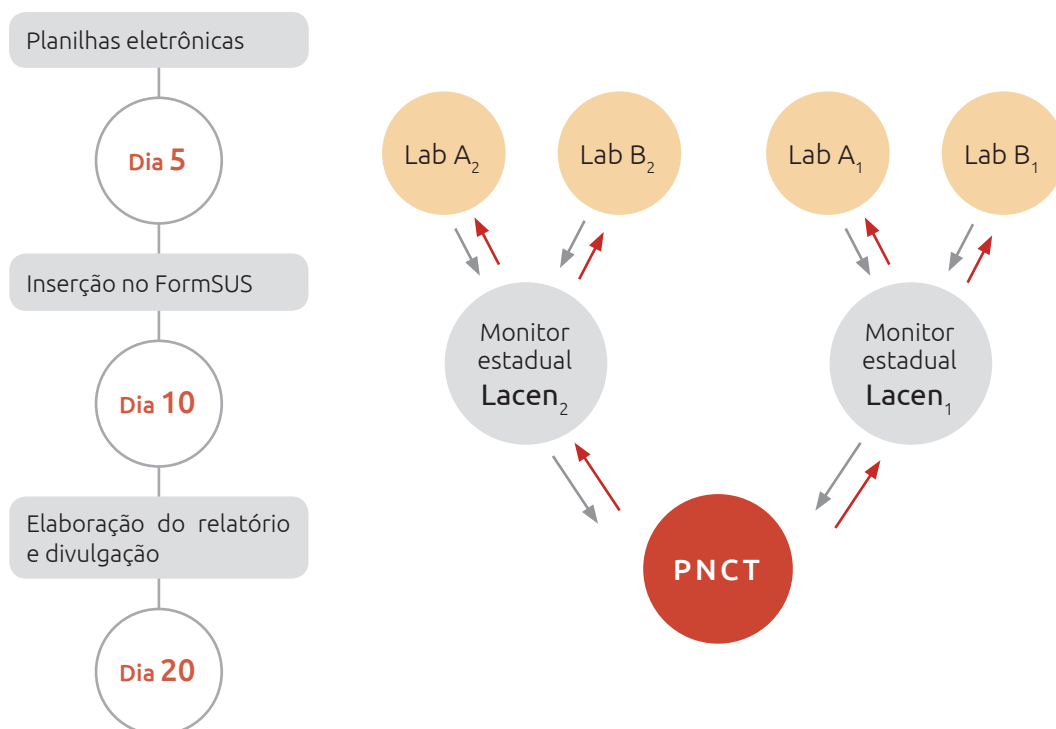 Planilhas eletrônicas
Dia 5
Inserção no FormSUS
Dia 10
Elaboração do relatório
e divulgação
Dia 20
Lab A₂
Lab B₂
Lab A₁
Lab B₁
Monitor
estadual
Lacen₂
Monitor
estadual
Lacen₁
PNCT